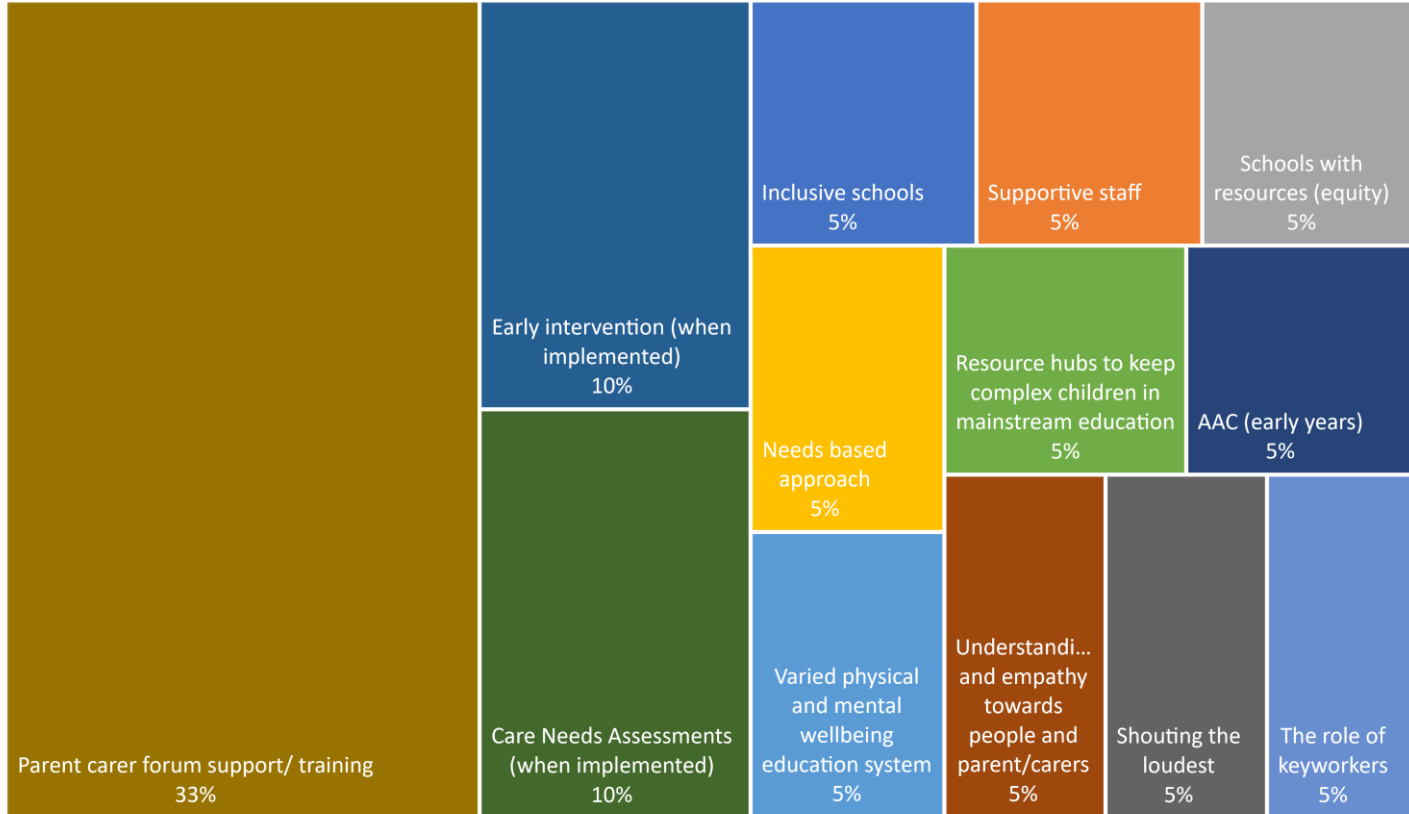 Parent carer forum support/ training
33%
Early intervention (when
implemented)
10%
Care Needs Assessments
(when implemented)
10%
Inclusive schools
5%
Supportive staff
5%
Schools with
resources (equity)
5%
Needs based
approach
5%
Resource hubs to keep
complex children in
mainstream education
5%
AAC (early years)
5%
Varied physical
and mental
wellbeing
education system
5%
Understandi...
and empathy
towards
people and
parent/carers
5%
Shouting the
loudest
5%
The role of
keyworkers
5%